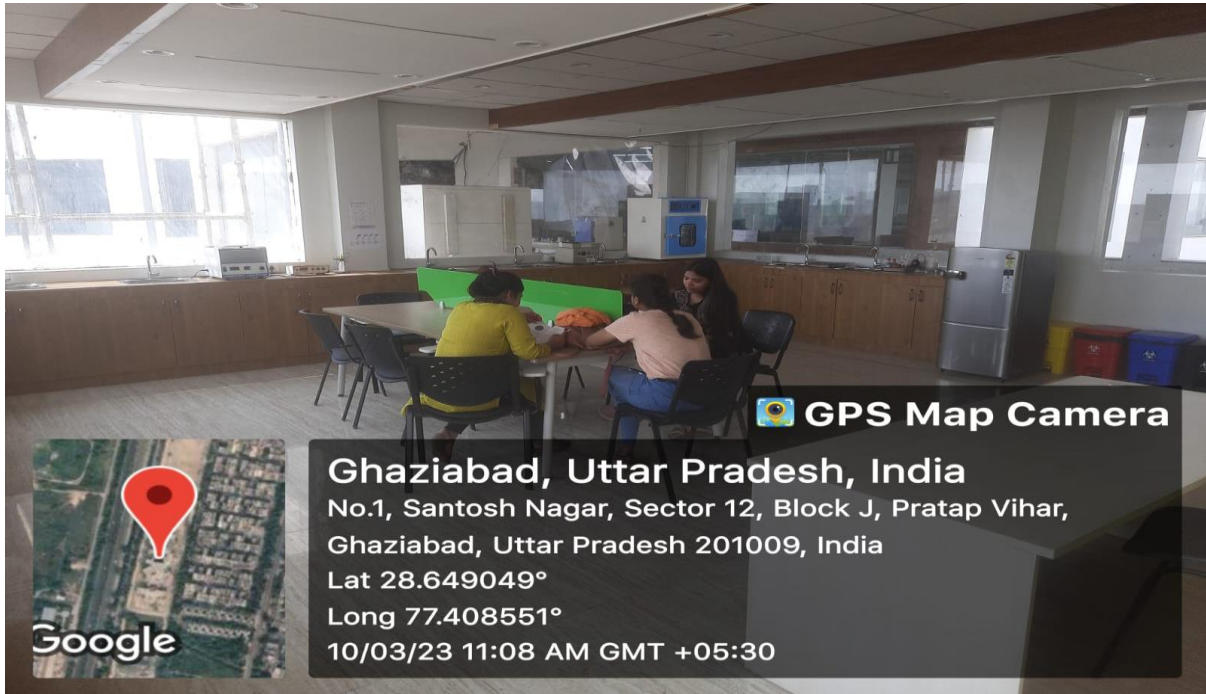 GPS Map Camera
Ghaziabad, Uttar Pradesh, India
No.1, Santosh Nagar, Sector 12, Block J, Pratap Vihar,
Ghaziabad, Uttar Pradesh 201009, India
Lat 28.649049°
Long 77.408551°
10/03/23 11:08 AM GMT +05:30
Google